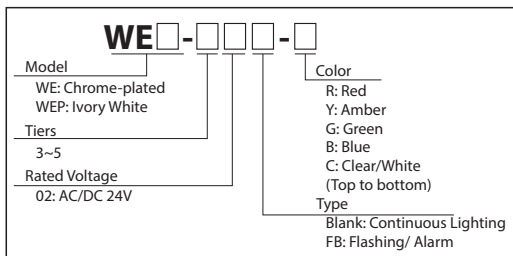 WE□-□□□-□
Model
WE: Chrome-plated
WEP: Ivory White
Tiers
3~5
Rated Voltage
02: AC/DC 24V
Color
R: Red
Y: Amber
G: Green
B: Blue
C: Clear/White
(Top to bottom)
Type
Blank: Continuous Lighting
FB: Flashing/ Alarm